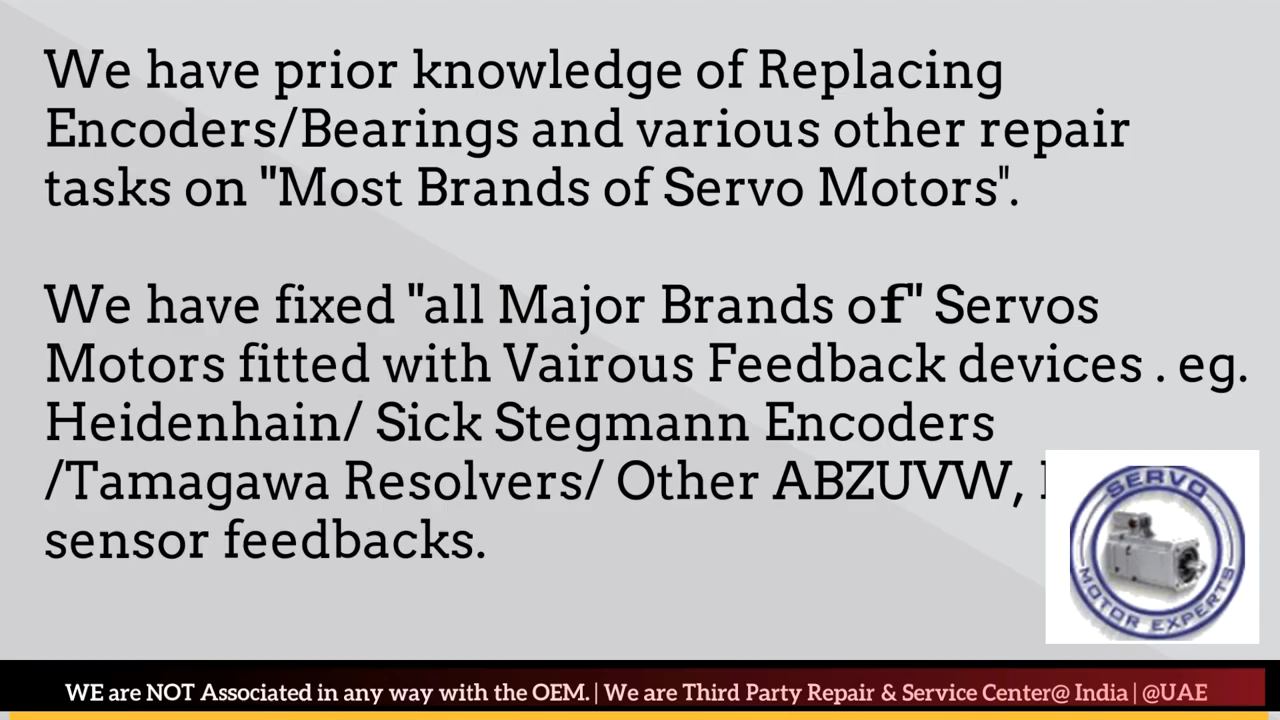 We have prior knowledge of Replacing
Encoders/Bearings and various other repair
tasks on "Most Brands of Servo Motors".
We have fixed "all Major Brands of" Servos
Motors fitted with Vairous Feedback devices . eg.
Heidenhain/ Sick Stegmann Encoders
/Tamagawa Resolvers/ Other ABZUVW,
sensor feedbacks.
SERVO
MOTOR EXPERTS
WE are NOT Associated in any way with the OEM. | We are Third Party Repair & Service Center@ India | @UAE